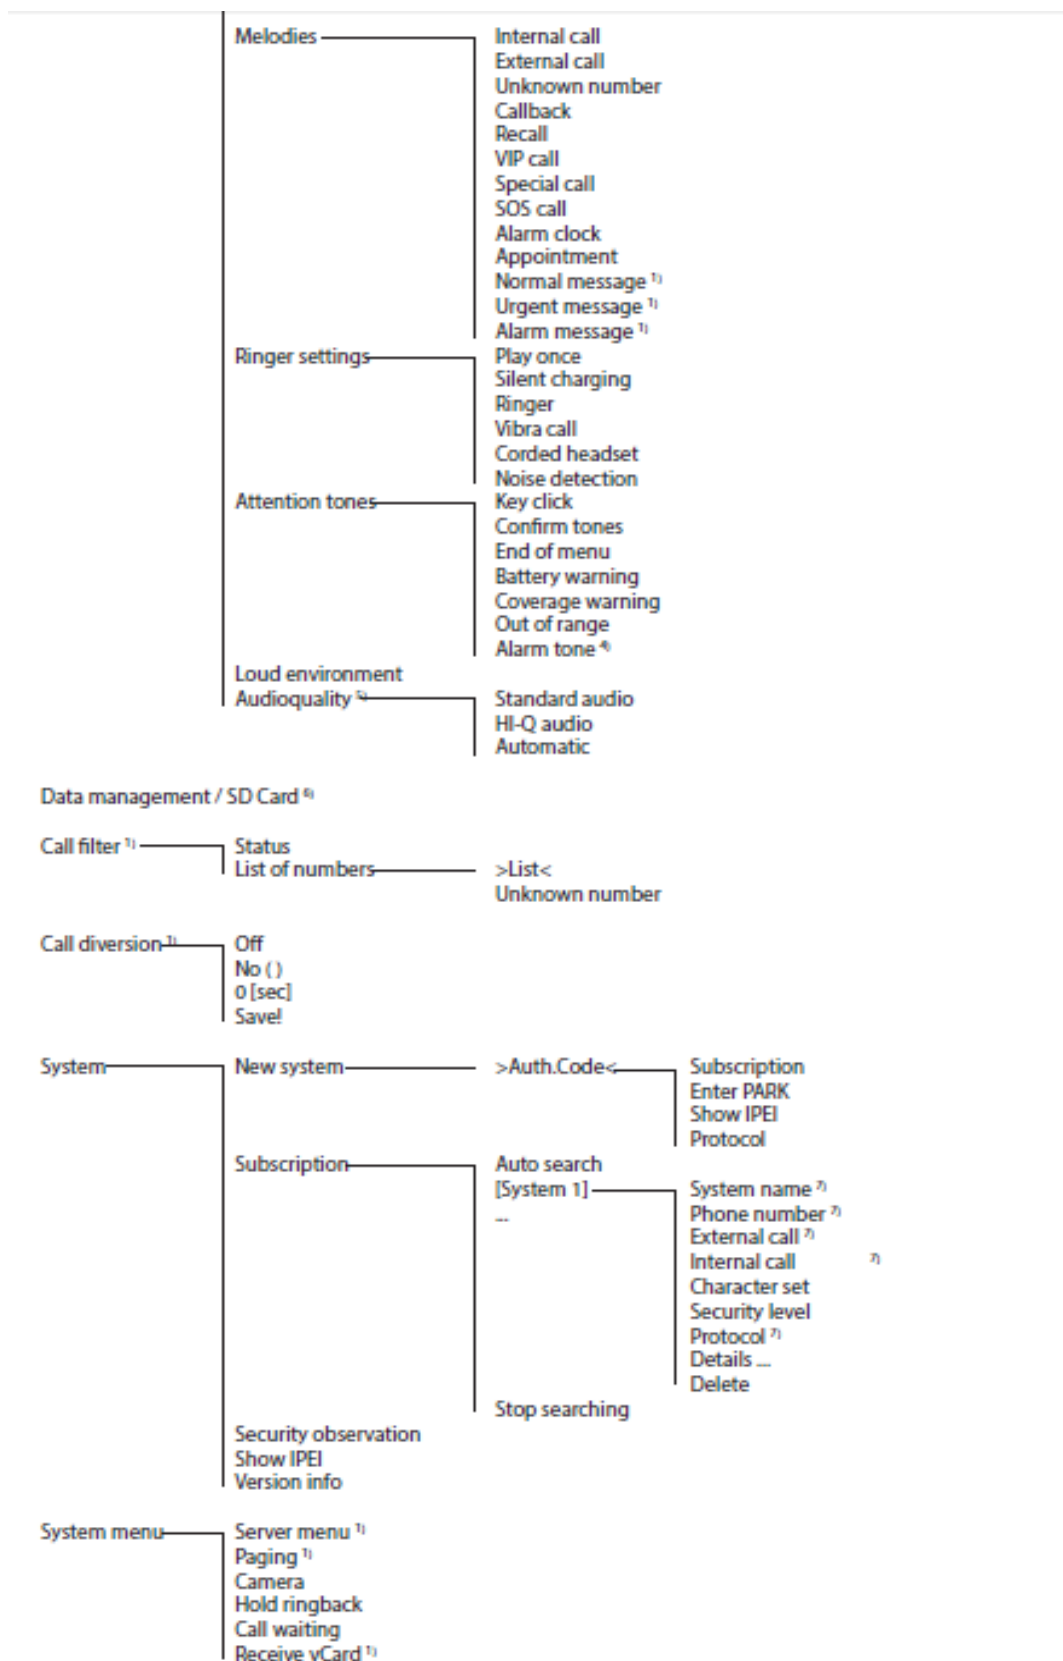 Melodies Internal call
External call
Unknown number
Callback
Recall
VIP call
Special call
SOS call
Alarm clock
Appointment
Normal message 1)
Urgent message 1)
Alarm message 1)
Ringer settings Play once
Silent charging
Ringer
Vibra call
Corded headset
Noise detection
Attention tones Key click
Confirm tones
End of menu
Battery warning
Coverage warning
Out of range
Alarm tone 4)
Loud environment
Audioquality 5) Standard audio
HI-Q audio
Automatic
Data management / SD Card 6)
Call filter 1) Status
List of numbers >List<
Unknown number
Call diversion 1) Off
No ( )
0 [sec]
Save!
System New system >Auth.Code< Subscription
Enter PARK
Show IPEI
Protocol
Subscription Auto search
[System 1] System name 7)
... Phone number 7)
External call 7)
Internal call 7)
Character set
Security level
Protocol 7)
Details ...
Delete
Stop searching
Security observation
Show IPEI
Version info
System menu Server menu 1)
Paging 1)
Camera
Hold ringback
Call waiting
Receive vCard 1)